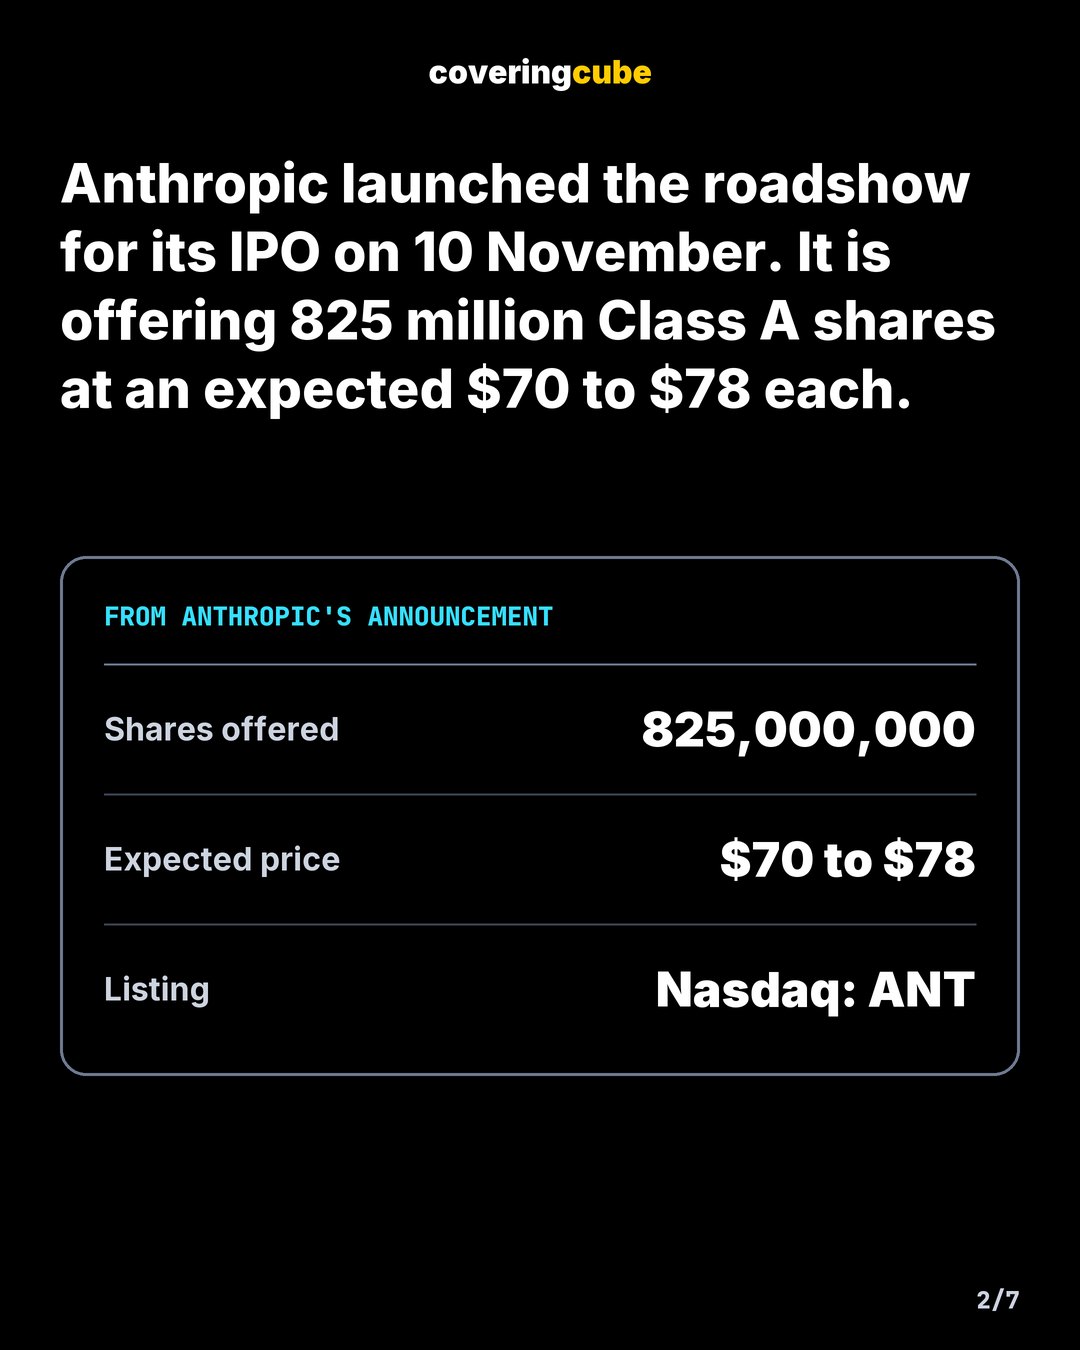 coveringcube
Anthropic launched the roadshow
for its IPO on 10 November. It is
offering 825 million Class A shares
at an expected $70 to $78 each.
FROM ANTHROPIC'S ANNOUNCEMENT
Shares offered 825,000,000
Expected price $70 to $78
Listing Nasdaq: ANT
2/7